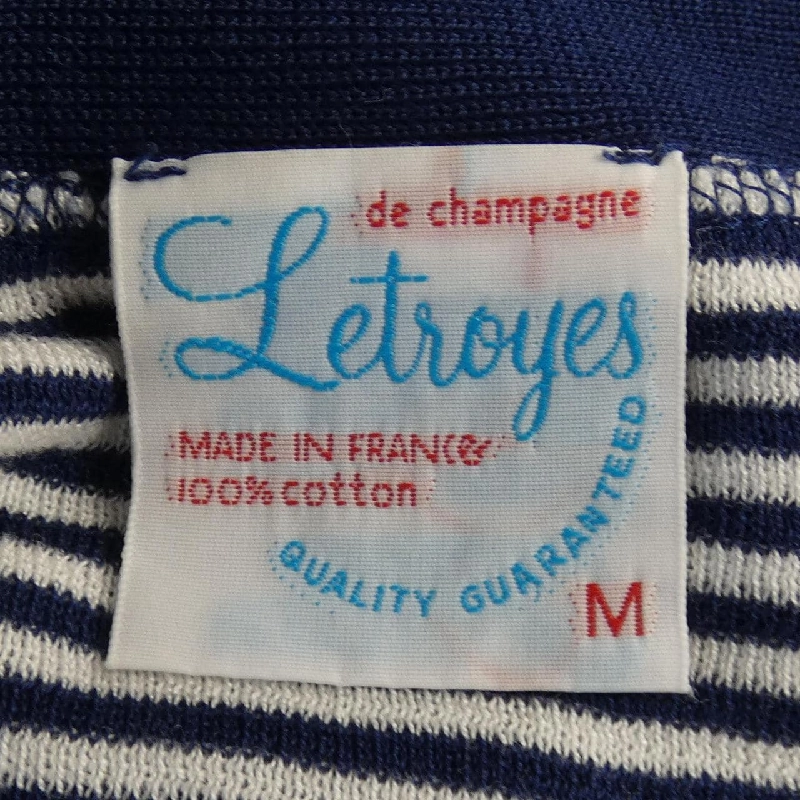 de champagne
Letroyes
MADE IN FRANCE
100% cotton
QUALITY GUARANTEED
M